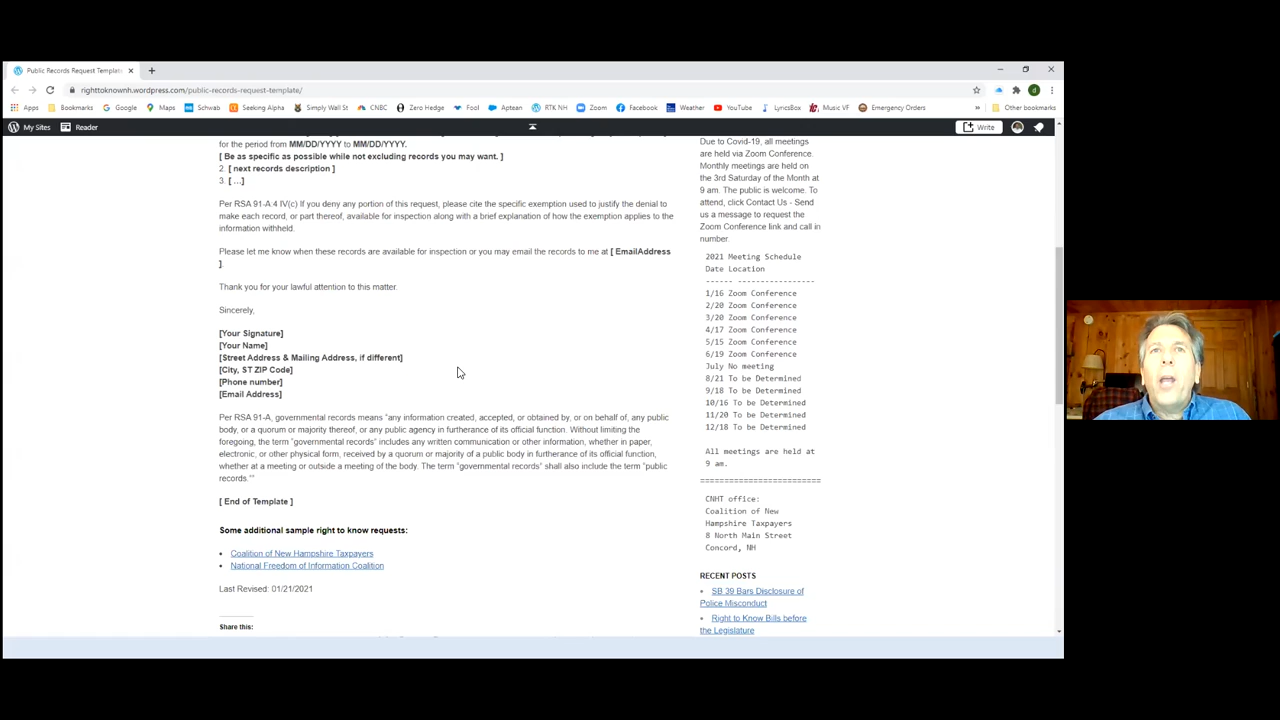 Public Records Request Templat
righttoknownh.wordpress.com/public-records-request-template/
Apps Bookmarks Google Maps Schwab Seeking Alpha Simply Wall St CNBC Zero Hedge Fool Aptean RTK NH Zoom Facebook Weather YouTube LyricsBox Music VF Emergency Orders Other bookmarks
My Sites Reader Write
for the period from MM/DD/YYYY to MM/DD/YYYY.
[ Be as specific as possible while not excluding records you may want. ]
2. [ next records description ]
3. [ ...]
Per RSA 91-A 4 IV(c) If you deny any portion of this request, please cite the specific exemption used to justify the denial to
make each record, or part thereof, available for inspection along with a brief explanation of how the exemption applies to the
information withheld.
Please let me know when these records are available for inspection or you may email the records to me at [ EmailAddress
].
Thank you for your lawful attention to this matter.
Sincerely,
[Your Signature]
[Your Name]
[Street Address & Mailing Address, if different]
[City, ST ZIP Code]
[Phone number]
[Email Address]
Per RSA 91-A, governmental records means "any information created, accepted, or obtained by, or on behalf of, any public
body, or a quorum or majority thereof, or any public agency in furtherance of its official function. Without limiting the
foregoing, the term "governmental records" includes any written communication or other information, whether in paper,
electronic, or other physical form, received by a quorum or majority of a public body in furtherance of its official function,
whether at a meeting or outside a meeting of the body. The term "governmental records" shall also include the term "public
records.""
[ End of Template ]
Some additional sample right to know requests:
• Coalition of New Hampshire Taxpayers
• National Freedom of Information Coalition
Last Revised: 01/21/2021
Share this:
Due to Covid-19, all meetings
are held via Zoom Conference.
Monthly meetings are held on
the 3rd Saturday of the Month at
9 am. The public is welcome. To
attend, click Contact Us - Send
us a message to request the
Zoom Conference link and call in
number.
2021 Meeting Schedule
Date Location
------ -----------------
1/16 Zoom Conference
2/20 Zoom Conference
3/20 Zoom Conference
4/17 Zoom Conference
5/15 Zoom Conference
6/19 Zoom Conference
July No meeting
8/21 To be Determined
9/18 To be Determined
10/16 To be Determined
11/20 To be Determined
12/18 To be Determined
All meetings are held at
9 am.
=========================
CNHT office:
Coalition of New
Hampshire Taxpayers
8 North Main Street
Concord, NH
RECENT POSTS
• SB 39 Bars Disclosure of
Police Misconduct
• Right to Know Bills before
the Legislature